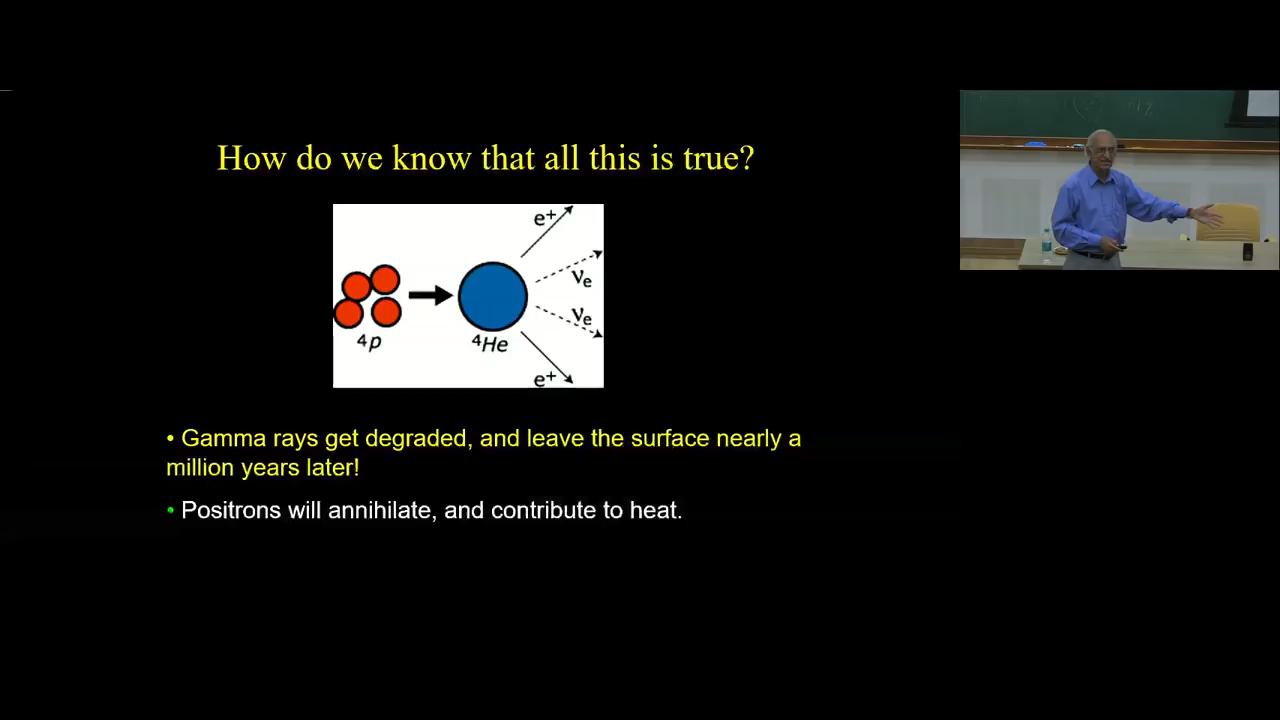 How do we know that all this is true?
e+
νe
νe
4p
4He
e+
• Gamma rays get degraded, and leave the surface nearly a
million years later!
• Positrons will annihilate, and contribute to heat.